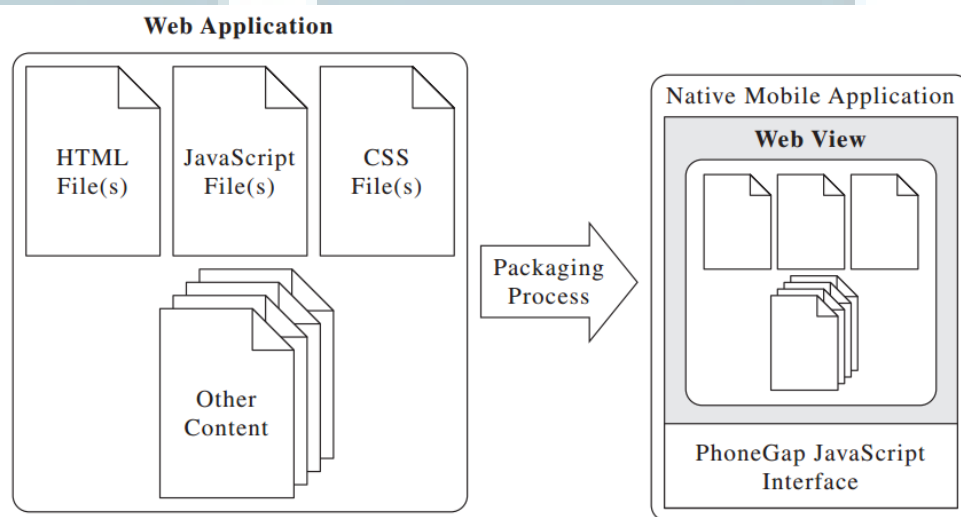 Web Application
HTML
File(s)
JavaScript
File(s)
CSS
File(s)
Other
Content
Packaging
Process
Native Mobile Application
Web View
PhoneGap JavaScript
Interface